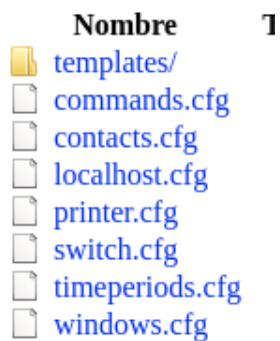 Nombre T
templates/
commands.cfg
contacts.cfg
localhost.cfg
printer.cfg
switch.cfg
timeperiods.cfg
windows.cfg